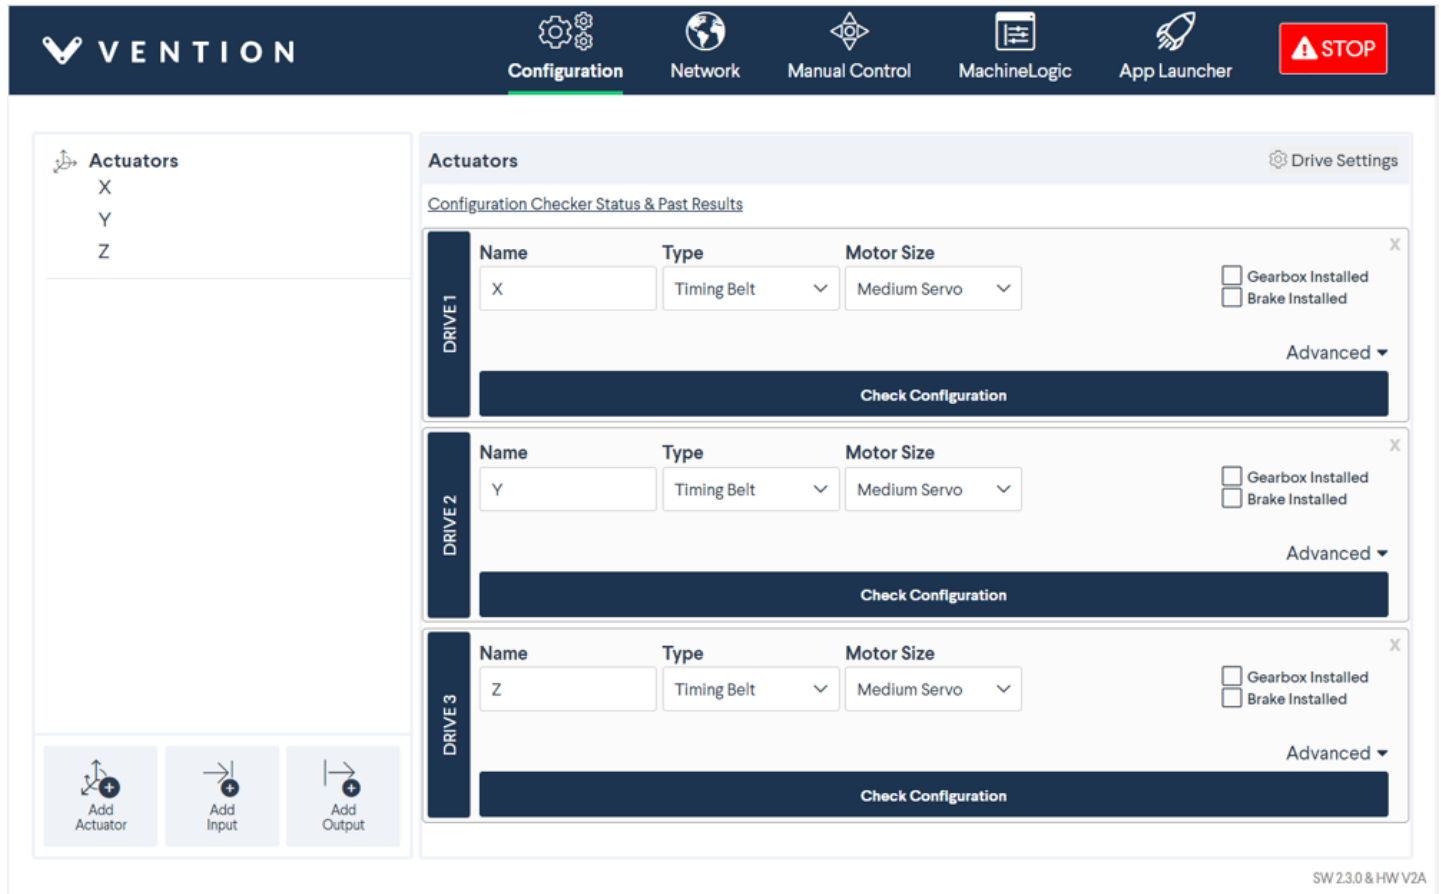 VENTION
Configuration
Network
Manual Control
MachineLogic
App Launcher
STOP
Actuators
X
Y
Z
Add
Actuator
Add
Input
Add
Output
Actuators
Drive Settings
Configuration Checker Status & Past Results
DRIVE 1
Name
Type
Motor Size
X
X
Timing Belt
Medium Servo
Gearbox Installed
Brake Installed
Advanced
Check Configuration
DRIVE 2
Name
Type
Motor Size
X
Y
Timing Belt
Medium Servo
Gearbox Installed
Brake Installed
Advanced
Check Configuration
DRIVE 3
Name
Type
Motor Size
X
Z
Timing Belt
Medium Servo
Gearbox Installed
Brake Installed
Advanced
Check Configuration
SW 2.3.0 & HW V2A